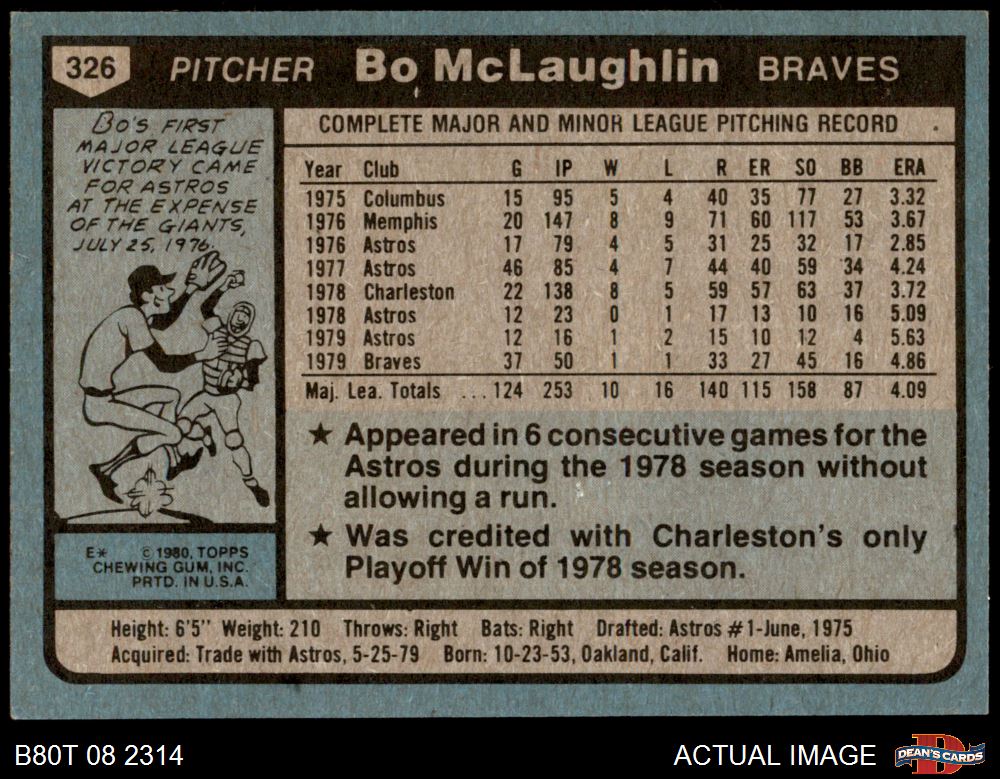 326 PITCHER Bo McLaughlin BRAVES
BO'S FIRST
MAJOR LEAGUE
VICTORY CAME
FOR ASTROS
AT THE EXPENSE
OF THE GIANTS,
JULY 25, 1976.
COMPLETE MAJOR AND MINOR LEAGUE PITCHING RECORD
Year Club G IP W L R ER SO BB ERA
1975 Columbus 15 95 5 4 40 35 77 27 3.32
1976 Memphis 20 147 8 9 71 60 117 53 3.67
1976 Astros 17 79 4 5 31 25 32 17 2.85
1977 Astros 46 85 4 7 44 40 59 34 4.24
1978 Charleston 22 138 8 5 59 57 63 37 3.72
1978 Astros 12 23 0 1 17 13 10 16 5.09
1979 Astros 12 16 1 2 15 10 12 4 5.63
1979 Braves 37 50 1 1 33 27 45 16 4.86
Maj. Lea. Totals ... 124 253 10 16 140 115 158 87 4.09
★ Appeared in 6 consecutive games for the
Astros during the 1978 season without
allowing a run.
★ Was credited with Charleston's only
Playoff Win of 1978 season.
E* © 1980, TOPPS
CHEWING GUM, INC.
PRTD. IN U.S.A.
Height: 6'5" Weight: 210 Throws: Right Bats: Right Drafted: Astros #1-June, 1975
Acquired: Trade with Astros, 5-25-79 Born: 10-23-53, Oakland, Calif. Home: Amelia, Ohio
B80T 08 2314 ACTUAL IMAGE DEAN'S CARDS